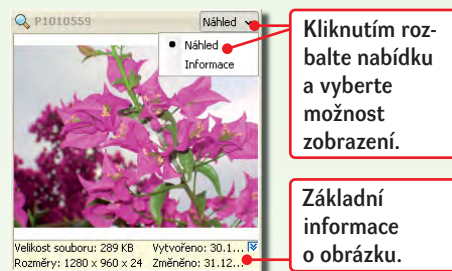 P1010559
Náhled
Náhled
Informace
Kliknutím roz-
balte nabídku
a vyberte
možnost
zobrazení.
Velikost souboru: 289 KB Vytvořeno: 30.1...
Rozměry: 1280 x 960 x 24 Změněno: 31.12...
Základní
informace
o obrázku.